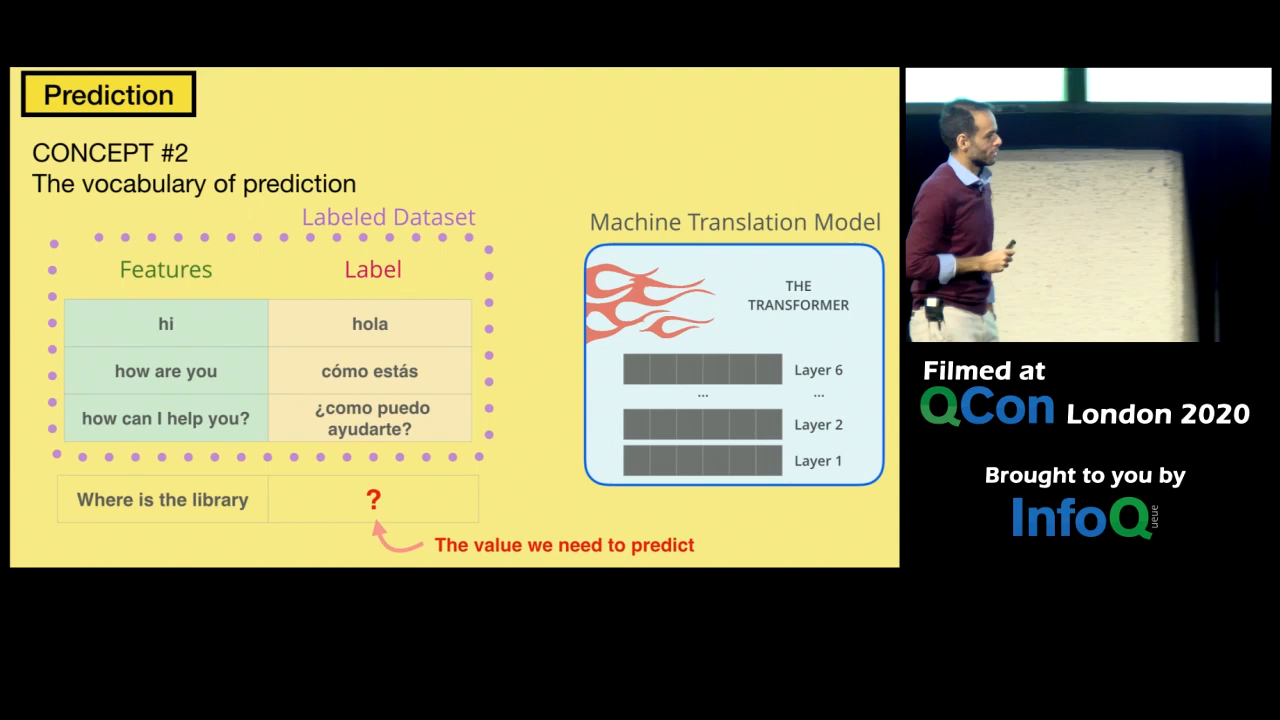 Prediction
CONCEPT #2
The vocabulary of prediction
Labeled Dataset
Features
Label
hi
hola
how are you
cómo estás
how can I help you?
¿como puedo
ayudarte?
Where is the library
?
The value we need to predict
Machine Translation Model
THE
TRANSFORMER
Layer 6
...
...
Layer 2
Layer 1
Filmed at
QCon London 2020
Brought to you by
InfoQ
ueue